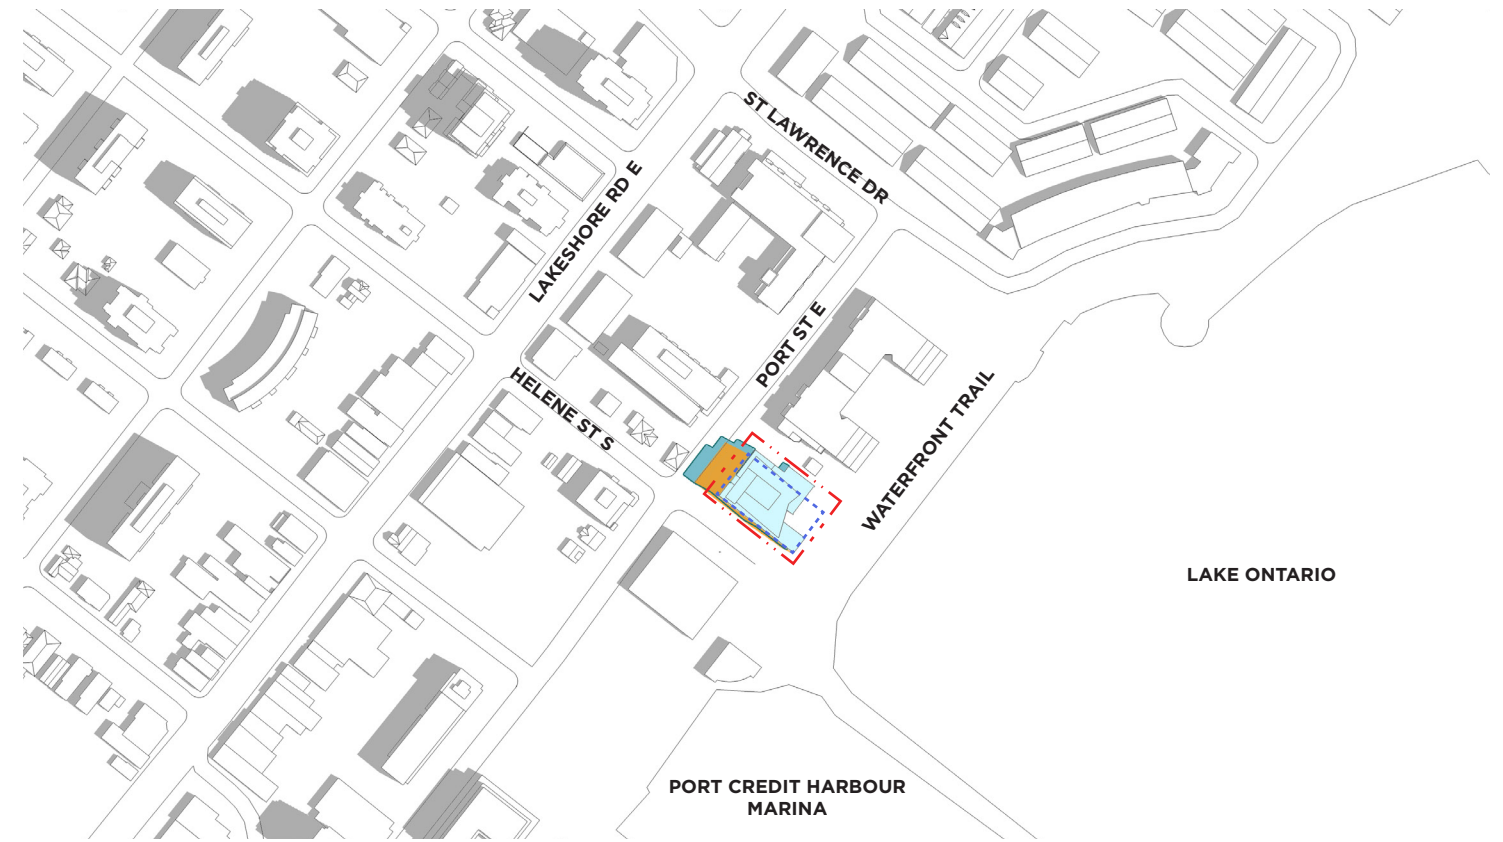 ST LAWRENCE DR
LAKESHORE RD E
PORT ST E
HELENE ST S
WATERFRONT TRAIL
LAKE ONTARIO
PORT CREDIT HARBOUR
MARINA